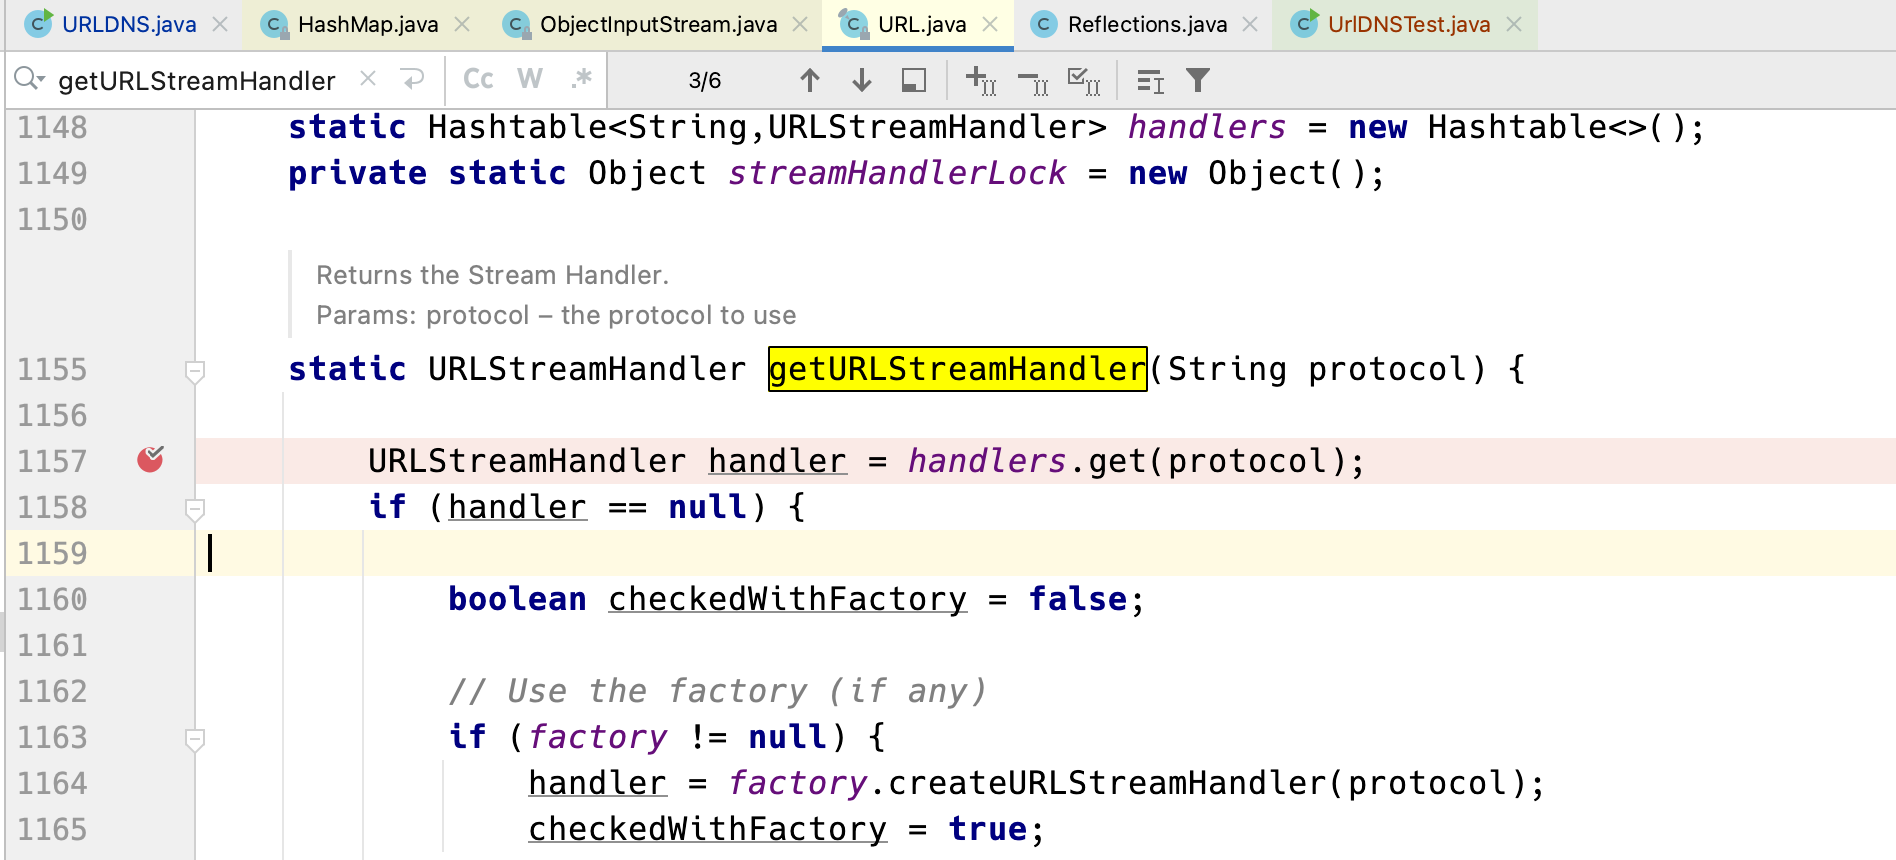 URLDNS.java HashMap.java ObjectInputStream.java URL.java Reflections.java UrlDNSTest.java
getURLStreamHandler Cc W .* 3/6
1148 static Hashtable<String,URLStreamHandler> handlers = new Hashtable<>();
1149 private static Object streamHandlerLock = new Object();
1150
Returns the Stream Handler.
Params: protocol – the protocol to use
1155 static URLStreamHandler getURLStreamHandler(String protocol) {
1156
1157 URLStreamHandler handler = handlers.get(protocol);
1158 if (handler == null) {
1159
1160 boolean checkedWithFactory = false;
1161
1162 // Use the factory (if any)
1163 if (factory != null) {
1164 handler = factory.createURLStreamHandler(protocol);
1165 checkedWithFactory = true;